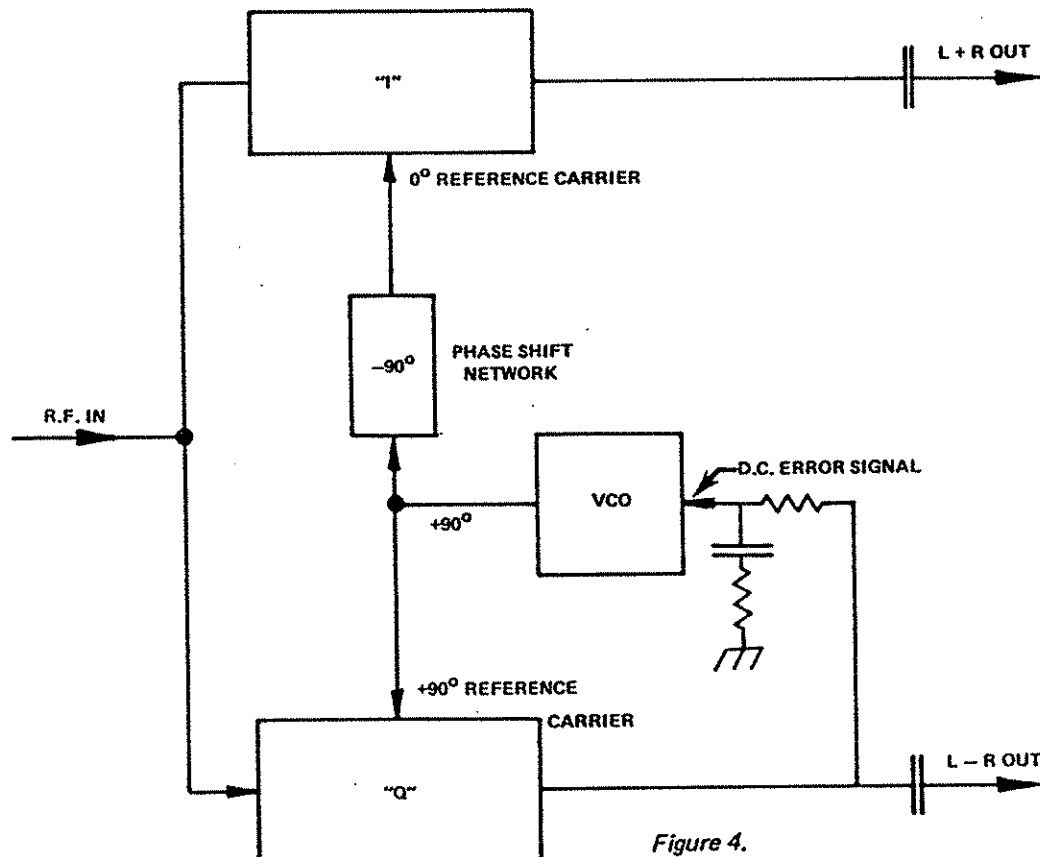 L + R OUT
"I"
0° REFERENCE CARRIER
–90°
PHASE SHIFT
NETWORK
R.F. IN
VCO
D.C. ERROR SIGNAL
+90°
+90° REFERENCE
CARRIER
"Q"
L – R OUT
Figure 4.